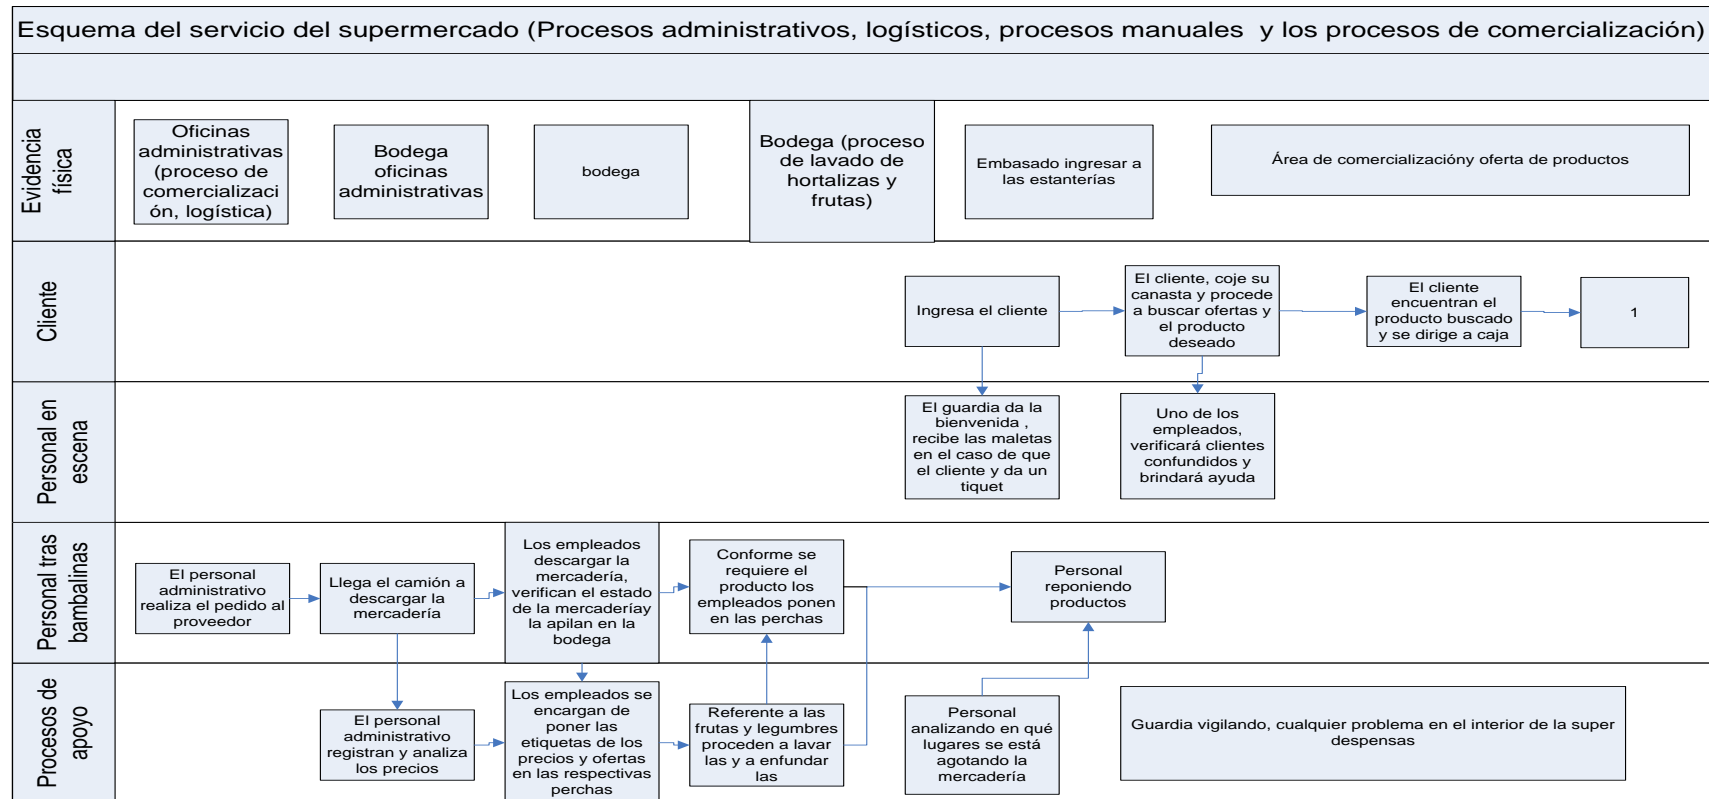 Esquema del servicio del supermercado (Procesos administrativos, logísticos, procesos manuales y los procesos de comercialización)
Evidencia
física
Oficinas
administrativas
(proceso de
comercializaci
ón, logística)
Bodega
oficinas
administrativas
bodega
Bodega (proceso
de lavado de
hortalizas y
frutas)
Embasado ingresar a
las estanterías
Área de comercializacióny oferta de productos
Cliente
Ingresa el cliente
El cliente, coje su
canasta y procede
a buscar ofertas y
el producto
deseado
El cliente
encuentran el
producto buscado
y se dirige a caja
1
Personal en
escena
El guardia da la
bienvenida ,
recibe las maletas
en el caso de que
el cliente y da un
tiquet
Uno de los
empleados,
verificará clientes
confundidos y
brindará ayuda
Personal tras
bambalinas
El personal
administrativo
realiza el pedido al
proveedor
Llega el camión a
descargar la
mercadería
Los empleados
descargar la
mercadería,
verifican el estado
de la mercaderíay
la apilan en la
bodega
Conforme se
requiere el
producto los
empleados ponen
en las perchas
Personal
reponiendo
productos
Procesos de
apoyo
El personal
administrativo
registran y analiza
los precios
Los empleados se
encargan de
poner las
etiquetas de los
precios y ofertas
en las respectivas
perchas
Referente a las
frutas y legumbres
proceden a lavar
las y a enfundar
las
Personal
analizando en qué
lugares se está
agotando la
mercadería
Guardia vigilando, cualquier problema en el interior de la super
despensas